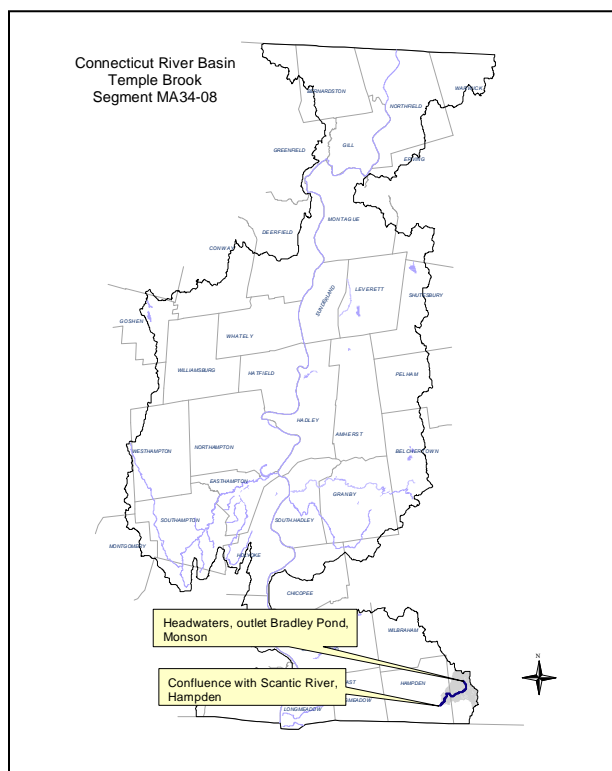 Connecticut River Basin
Temple Brook
Segment MA34-08
WARWICK
NORTHFIELD
GILL
GREENFIELD
ERVING
MONTAGUE
DEERFIELD
CONWAY
SUNDERLAND
LEVERETT
SHUTESBURY
GOSHEN
WHATELY
WILLIAMSBURG
HATFIELD
PELHAM
HADLEY
AMHERST
WESTHAMPTON
NORTHAMPTON
BELCHERTOWN
EASTHAMPTON
GRANBY
SOUTHAMPTON
SOUTH HADLEY
MONTGOMERY
HOLYOKE
CHICOPEE
Headwaters, outlet Bradley Pond,
Monson
WILBRAHAM
N
Confluence with Scantic River,
Hampden
HAMPDEN
LONGMEADOW